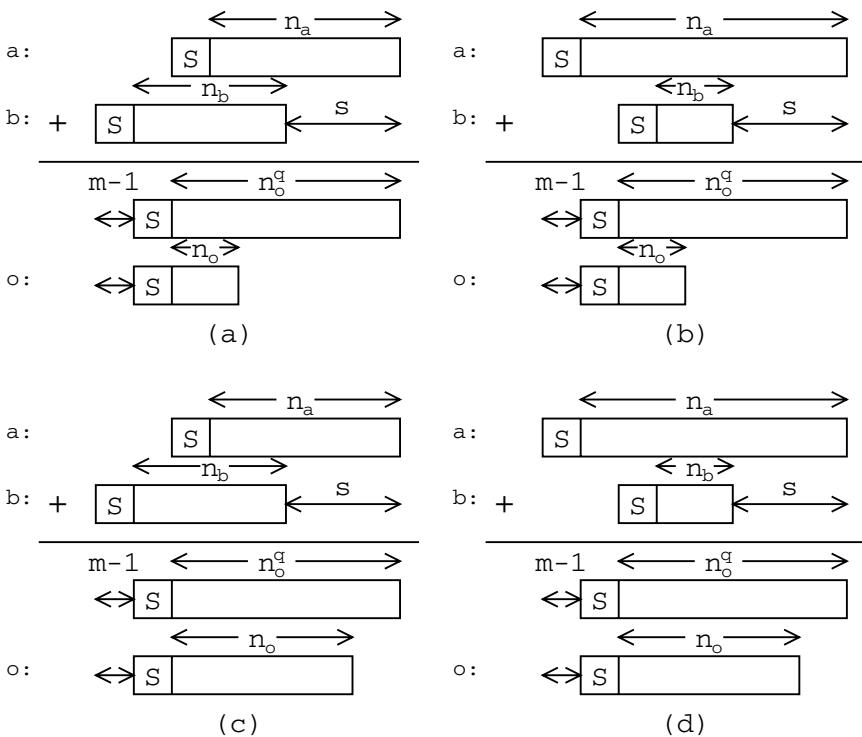 n_a
a: S
n_b
b: + S s
m-1 n_o^q
S
n_o
o: S
(a)
n_a
a: S
n_b
b: + S s
m-1 n_o^q
S
n_o
o: S
(b)
n_a
a: S
n_b
b: + S s
m-1 n_o^q
S
n_o
o: S
(c)
n_a
a: S
n_b
b: + S s
m-1 n_o^q
S
n_o
o: S
(d)